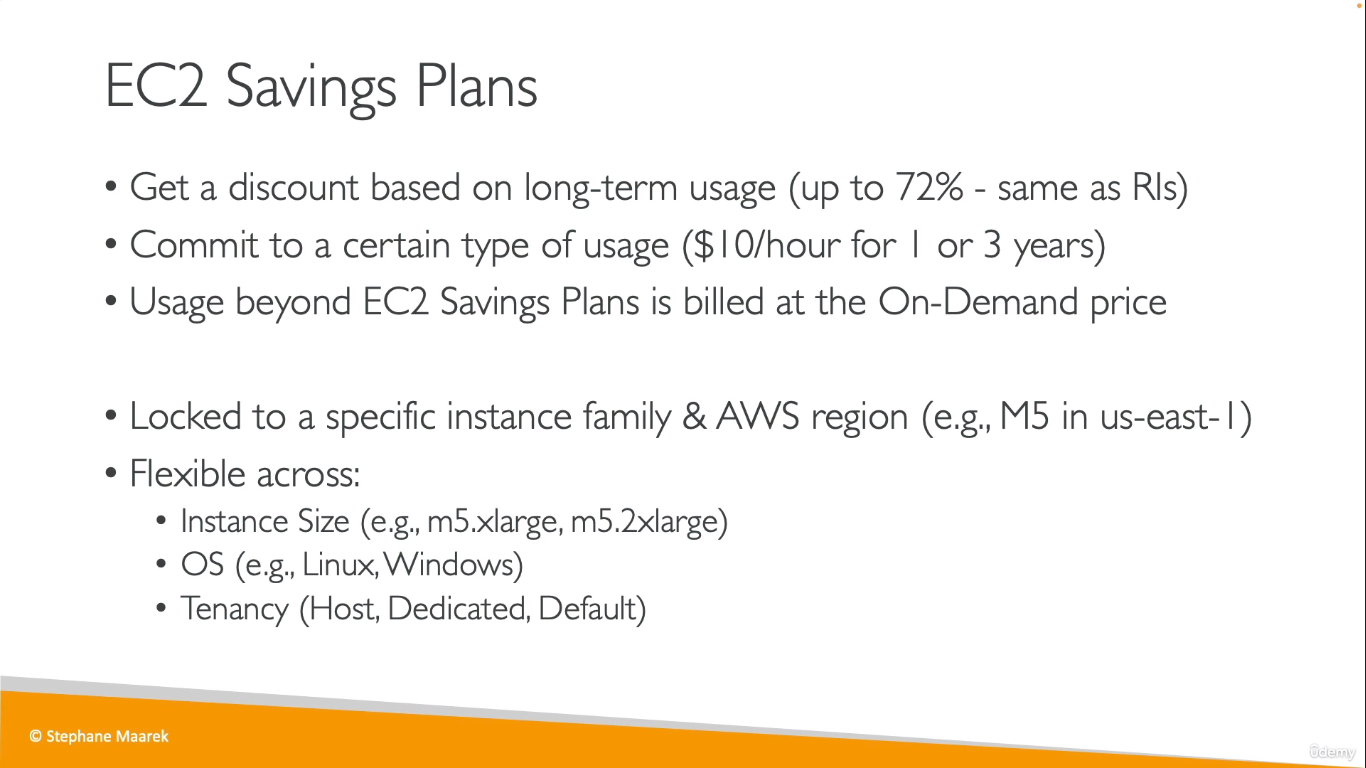 EC2 Savings Plans
• Get a discount based on long-term usage (up to 72% - same as RIs)
• Commit to a certain type of usage ($10/hour for 1 or 3 years)
• Usage beyond EC2 Savings Plans is billed at the On-Demand price
• Locked to a specific instance family & AWS region (e.g., M5 in us-east-1)
• Flexible across:
• Instance Size (e.g., m5.xlarge, m5.2xlarge)
• OS (e.g., Linux, Windows)
• Tenancy (Host, Dedicated, Default)
© Stephane Maarek
ûdemy